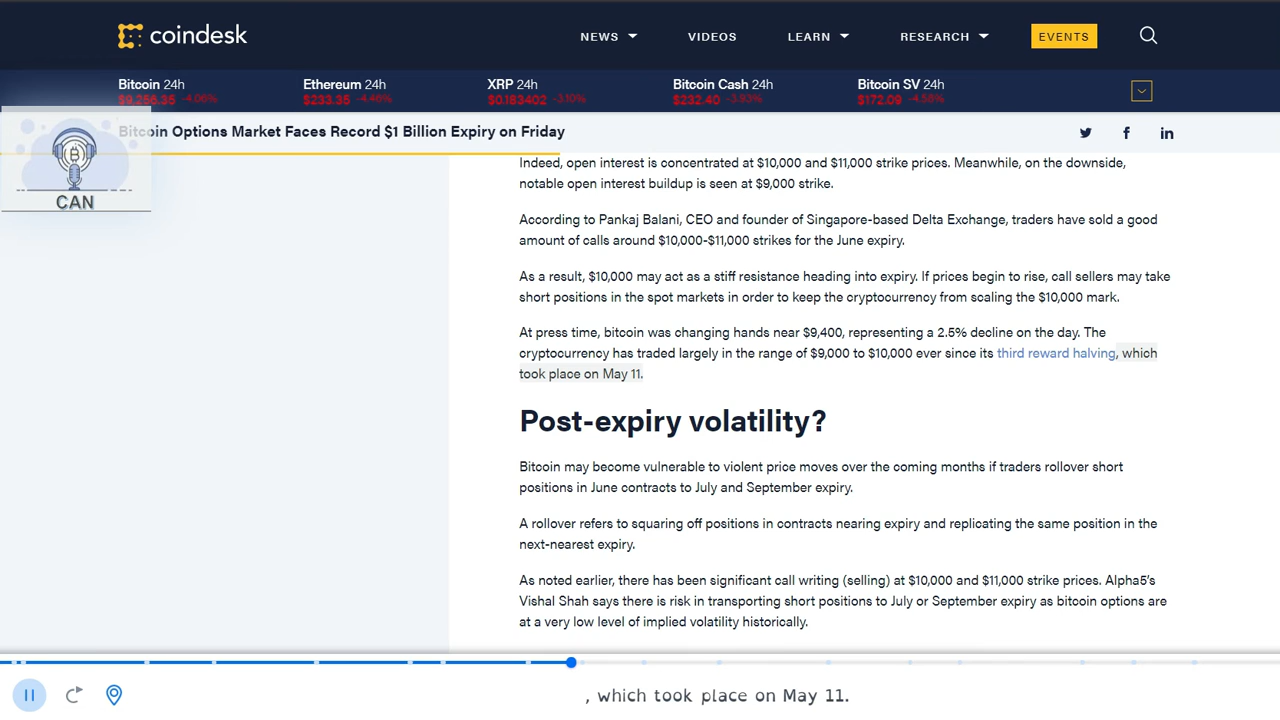 coindesk
NEWS
VIDEOS
LEARN
RESEARCH
EVENTS
Bitcoin 24h
Ethereum 24h
XRP 24h
Bitcoin Cash 24h
Bitcoin SV 24h
$9,256.35 -4.06%
$233.35 -4.46%
$0.183402 -3.10%
$232.40 -3.93%
$172.09 -4.58%
Bitcoin Options Market Faces Record $1 Billion Expiry on Friday
CAN
Indeed, open interest is concentrated at $10,000 and $11,000 strike prices. Meanwhile, on the downside,
notable open interest buildup is seen at $9,000 strike.
According to Pankaj Balani, CEO and founder of Singapore-based Delta Exchange, traders have sold a good
amount of calls around $10,000-$11,000 strikes for the June expiry.
As a result, $10,000 may act as a stiff resistance heading into expiry. If prices begin to rise, call sellers may take
short positions in the spot markets in order to keep the cryptocurrency from scaling the $10,000 mark.
At press time, bitcoin was changing hands near $9,400, representing a 2.5% decline on the day. The
cryptocurrency has traded largely in the range of $9,000 to $10,000 ever since its third reward halving, which
took place on May 11.
Post-expiry volatility?
Bitcoin may become vulnerable to violent price moves over the coming months if traders rollover short
positions in June contracts to July and September expiry.
A rollover refers to squaring off positions in contracts nearing expiry and replicating the same position in the
next-nearest expiry.
As noted earlier, there has been significant call writing (selling) at $10,000 and $11,000 strike prices. Alpha5's
Vishal Shah says there is risk in transporting short positions to July or September expiry as bitcoin options are
at a very low level of implied volatility historically.
, which took place on May 11.